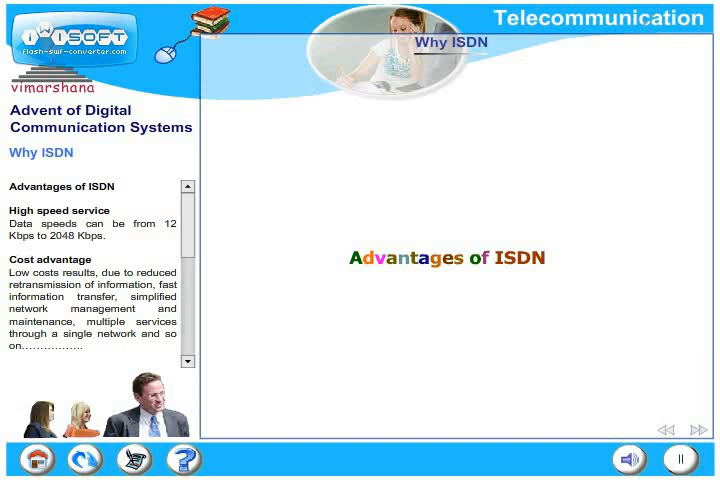 Telecommunication
iWiSOFT
flash-swf-converter.com
Why ISDN
vimarshana
Advent of Digital
Communication Systems
Why ISDN
Advantages of ISDN
High speed service
Data speeds can be from 12
Kbps to 2048 Kbps.
Cost advantage
Low costs results, due to reduced
retransmission of information, fast
information transfer, simplified
network management and
maintenance, multiple services
through a single network and so
on.................
Advantages of ISDN